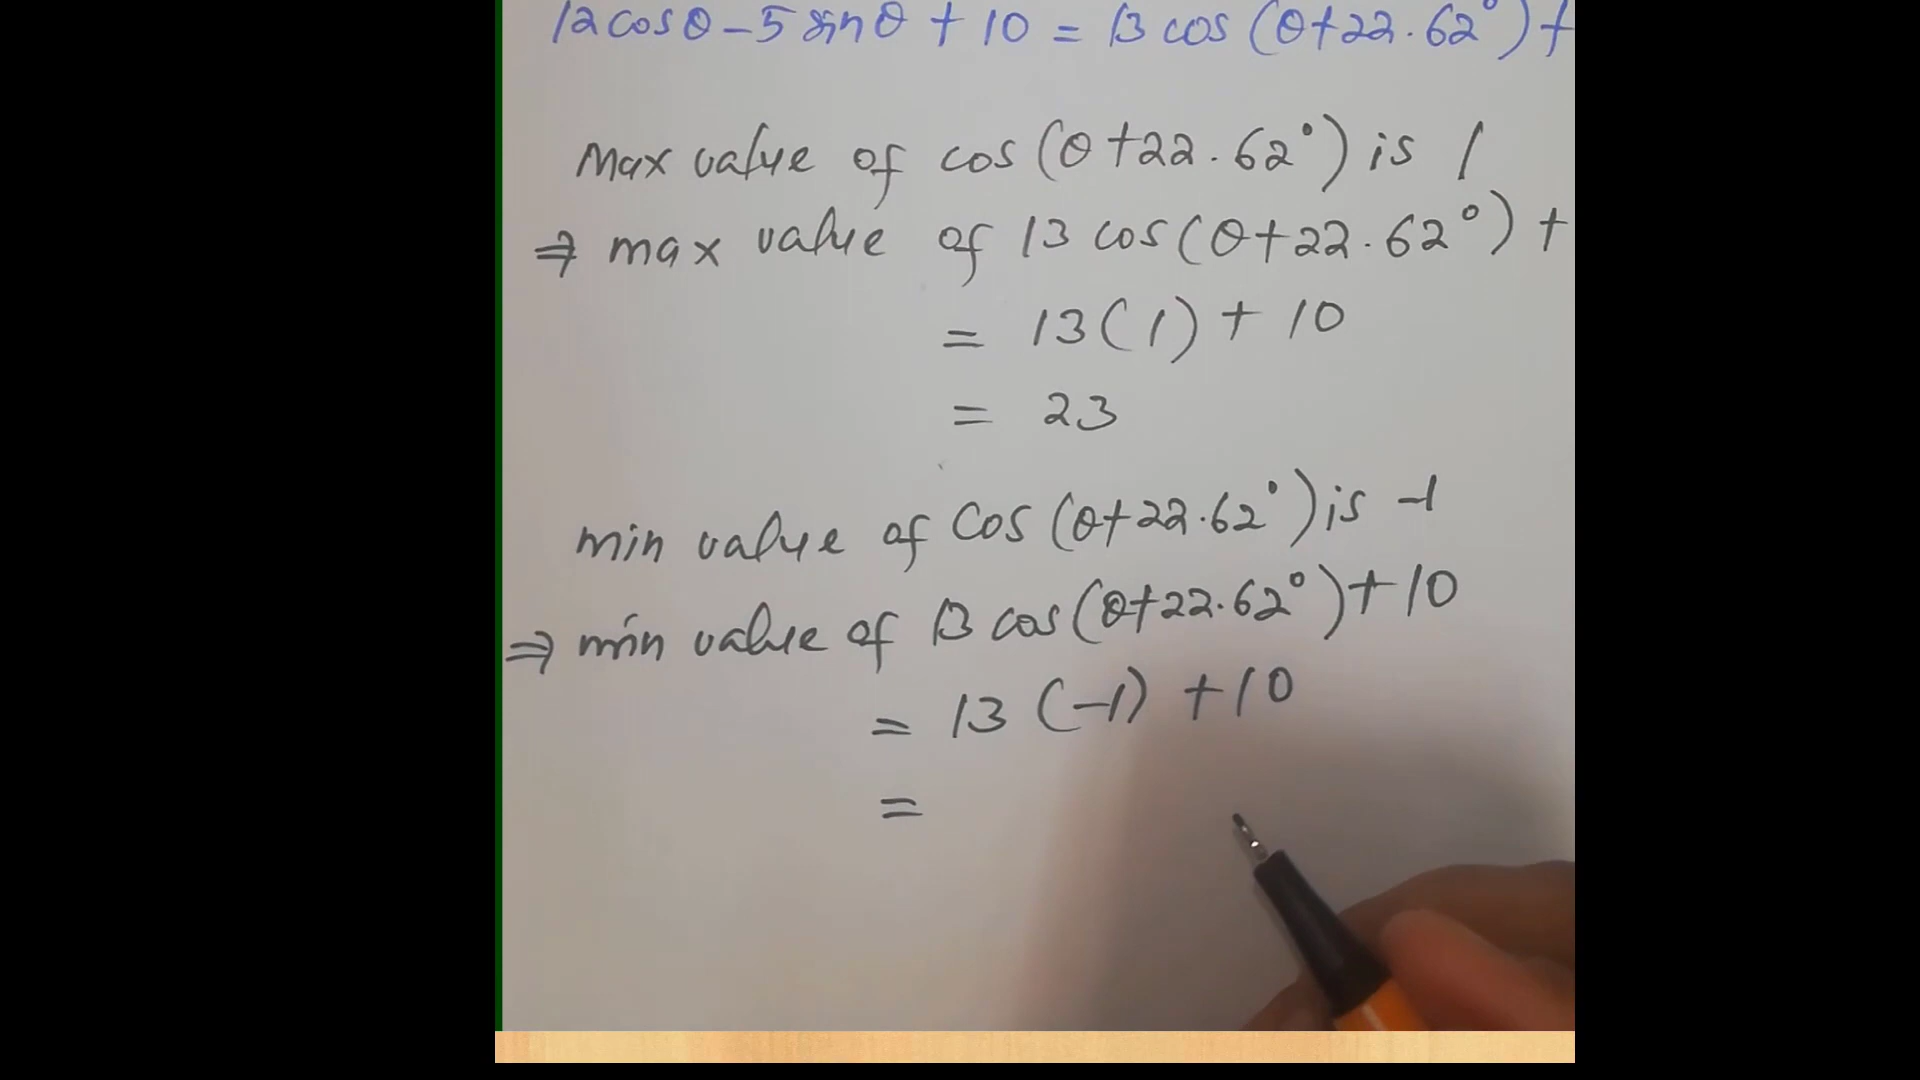 12cosθ-5sinθ+10=13cos(θ+22.62°)+
Max value of cos(θ+22.62°) is 1
⇒ max value of 13 cos(θ+22.62°)+
= 13(1)+10
= 23
min value of cos(θ+22.62°) is -1
⇒ min value of 13 cos(θ+22.62°)+10
= 13(-1)+10
=